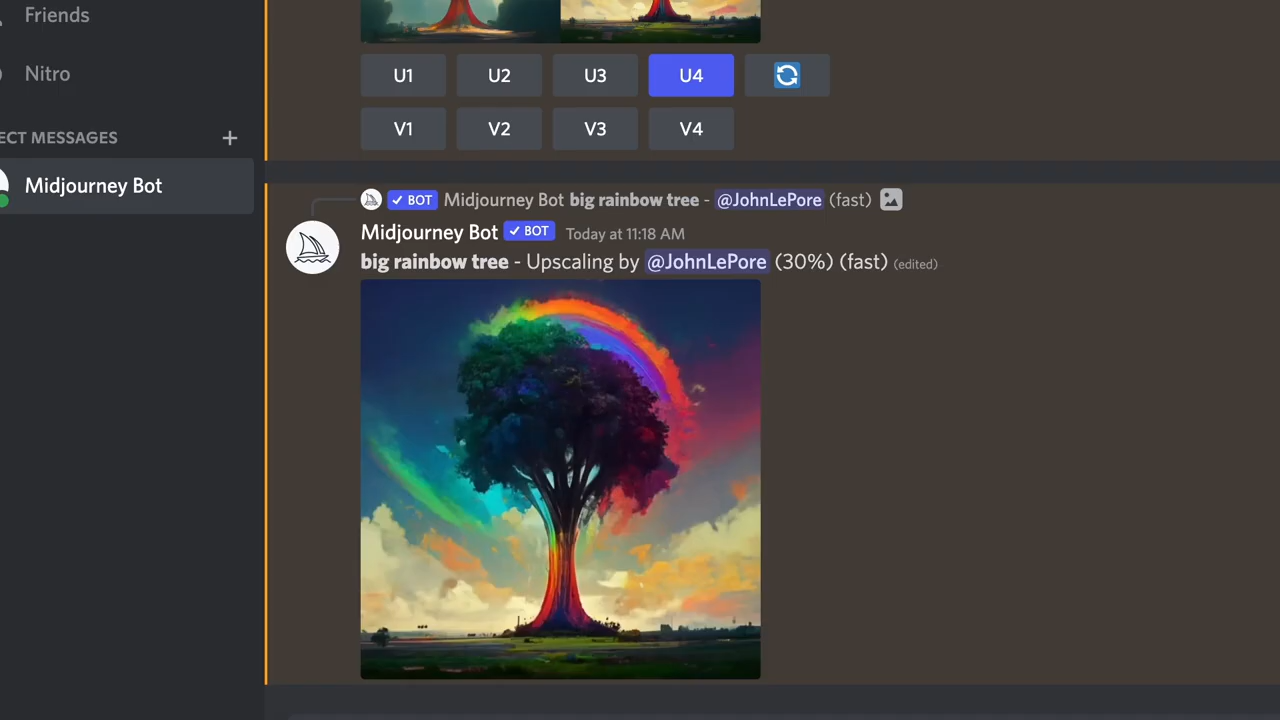 Friends
Nitro
ECT MESSAGES +
Midjourney Bot
U1 U2 U3 U4
V1 V2 V3 V4
BOT Midjourney Bot big rainbow tree - @JohnLePore (fast)
Midjourney Bot BOT Today at 11:18 AM
big rainbow tree - Upscaling by @JohnLePore (30%) (fast) (edited)